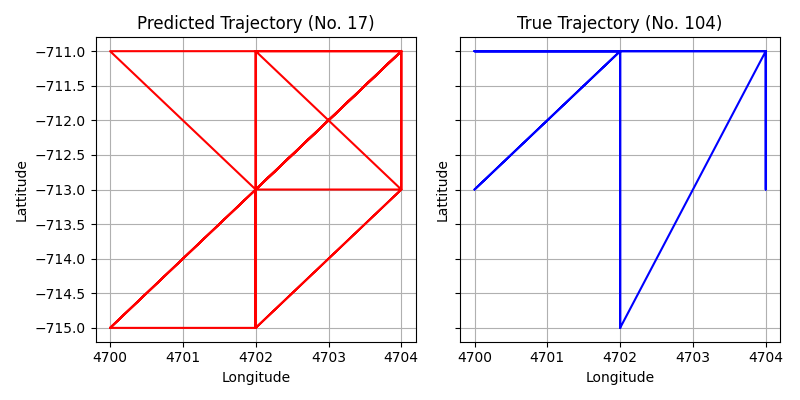 Predicted Trajectory (No. 17)
True Trajectory (No. 104)
−711.0
−711.5
−712.0
−712.5
−713.0
−713.5
−714.0
−714.5
−715.0
Lattitude
Lattitude
4700 4701 4702 4703 4704
4700 4701 4702 4703 4704
Longitude
Longitude